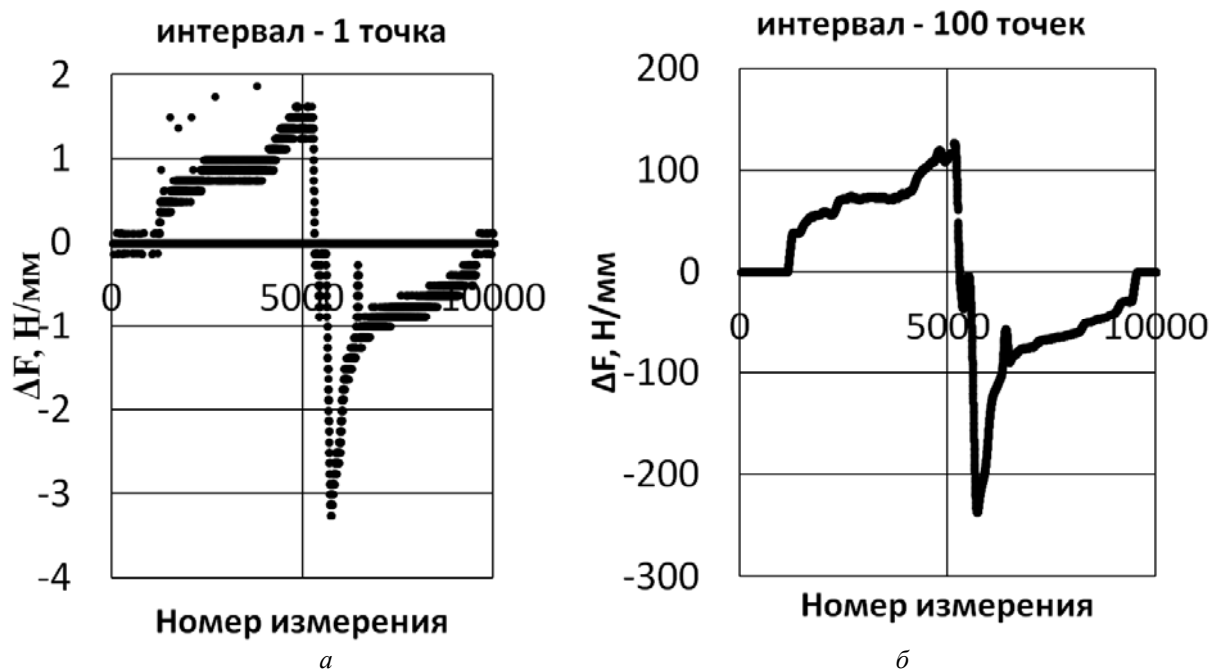 интервал - 1 точка
2
1
0
-1
-2
-3
-4
0
5000
10000
ΔF, Н/мм
Номер измерения
а
интервал - 100 точек
200
100
0
-100
-200
-300
0
5000
10000
ΔF, Н/мм
Номер измерения
б